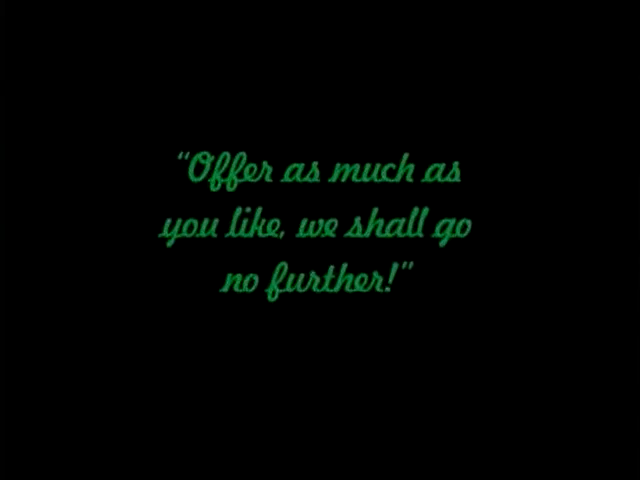 “Offer as much as
you like, we shall go
no further!”